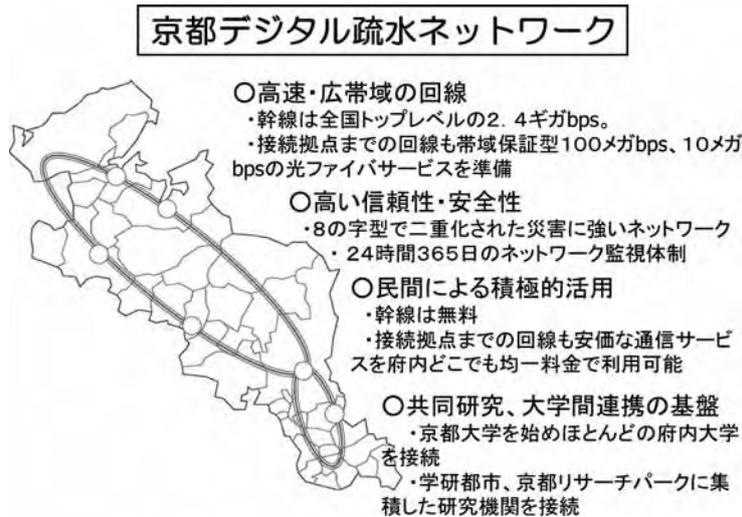 京都デジタル疏水ネットワーク
○高速・広帯域の回線
・幹線は全国トップレベルの2．4ギガbps。
・接続拠点までの回線も帯域保証型100メガbps、10メガ
bpsの光ファイバサービスを準備
○高い信頼性・安全性
・8の字型で二重化された災害に強いネットワーク
・24時間365日のネットワーク監視体制
○民間による積極的活用
・幹線は無料
・接続拠点までの回線も安価な通信サービ
スを府内どこでも均一料金で利用可能
○共同研究、大学間連携の基盤
・京都大学を始めほとんどの府内大学
を接続
・学研都市、京都リサーチパークに集
積した研究機関を接続